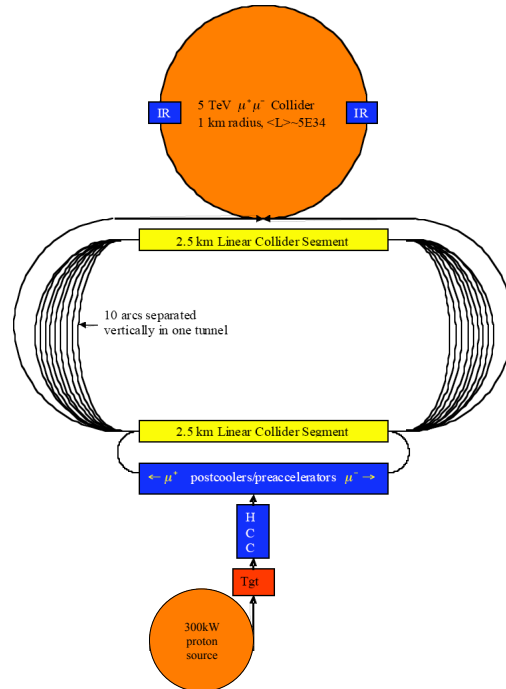 5 TeV μ⁺μ⁻ Collider
1 km radius, <L>~5E34
IR
IR
2.5 km Linear Collider Segment
10 arcs separated
vertically in one tunnel
2.5 km Linear Collider Segment
← μ⁺ postcoolers/preaccelerators μ⁻ →
H
C
C
Tgt
300kW
proton
source